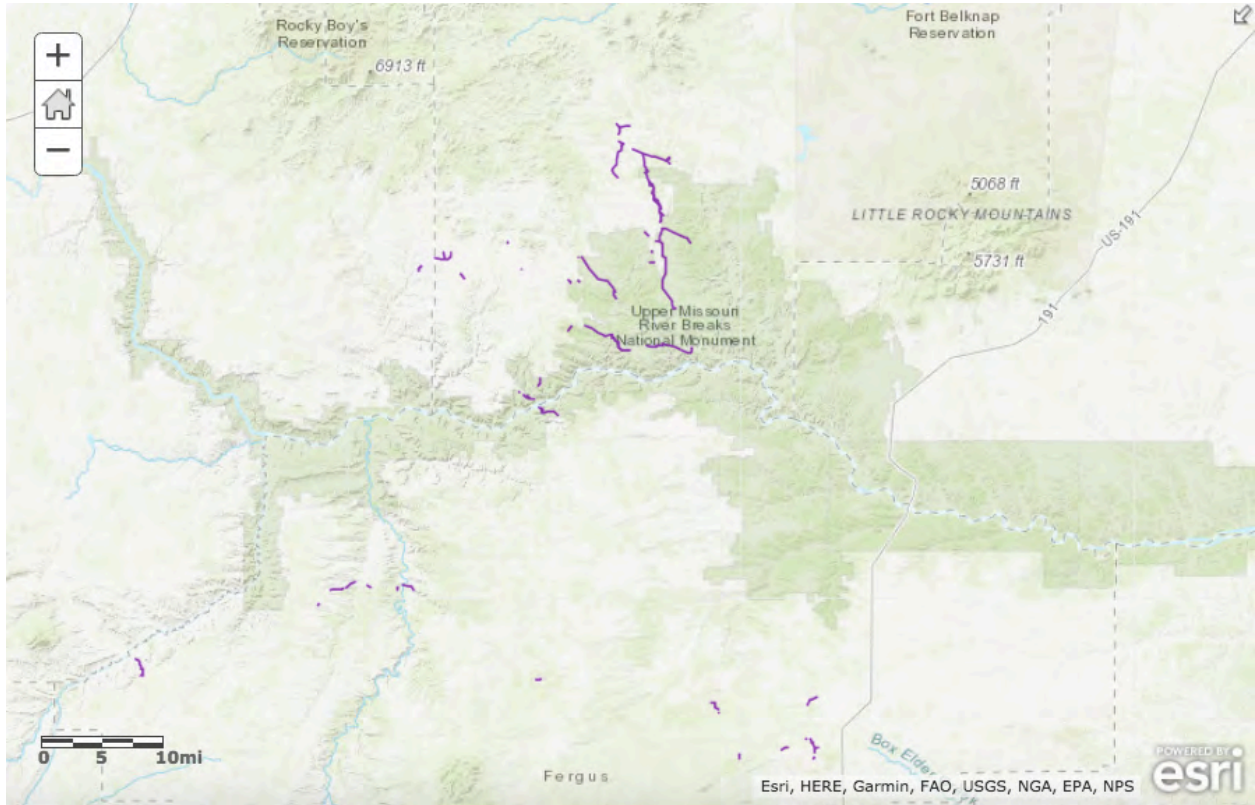 Rocky Boy's
Reservation
6913 ft
Fort Belknap
Reservation
+
−
5068 ft
LITTLE ROCKY MOUNTAINS
US-191
5731 ft
191
Upper Missouri
River Breaks
National Monument
0 5 10mi
Fergus
Box Elder
POWERED BY
esri
Esri, HERE, Garmin, FAO, USGS, NGA, EPA, NPS